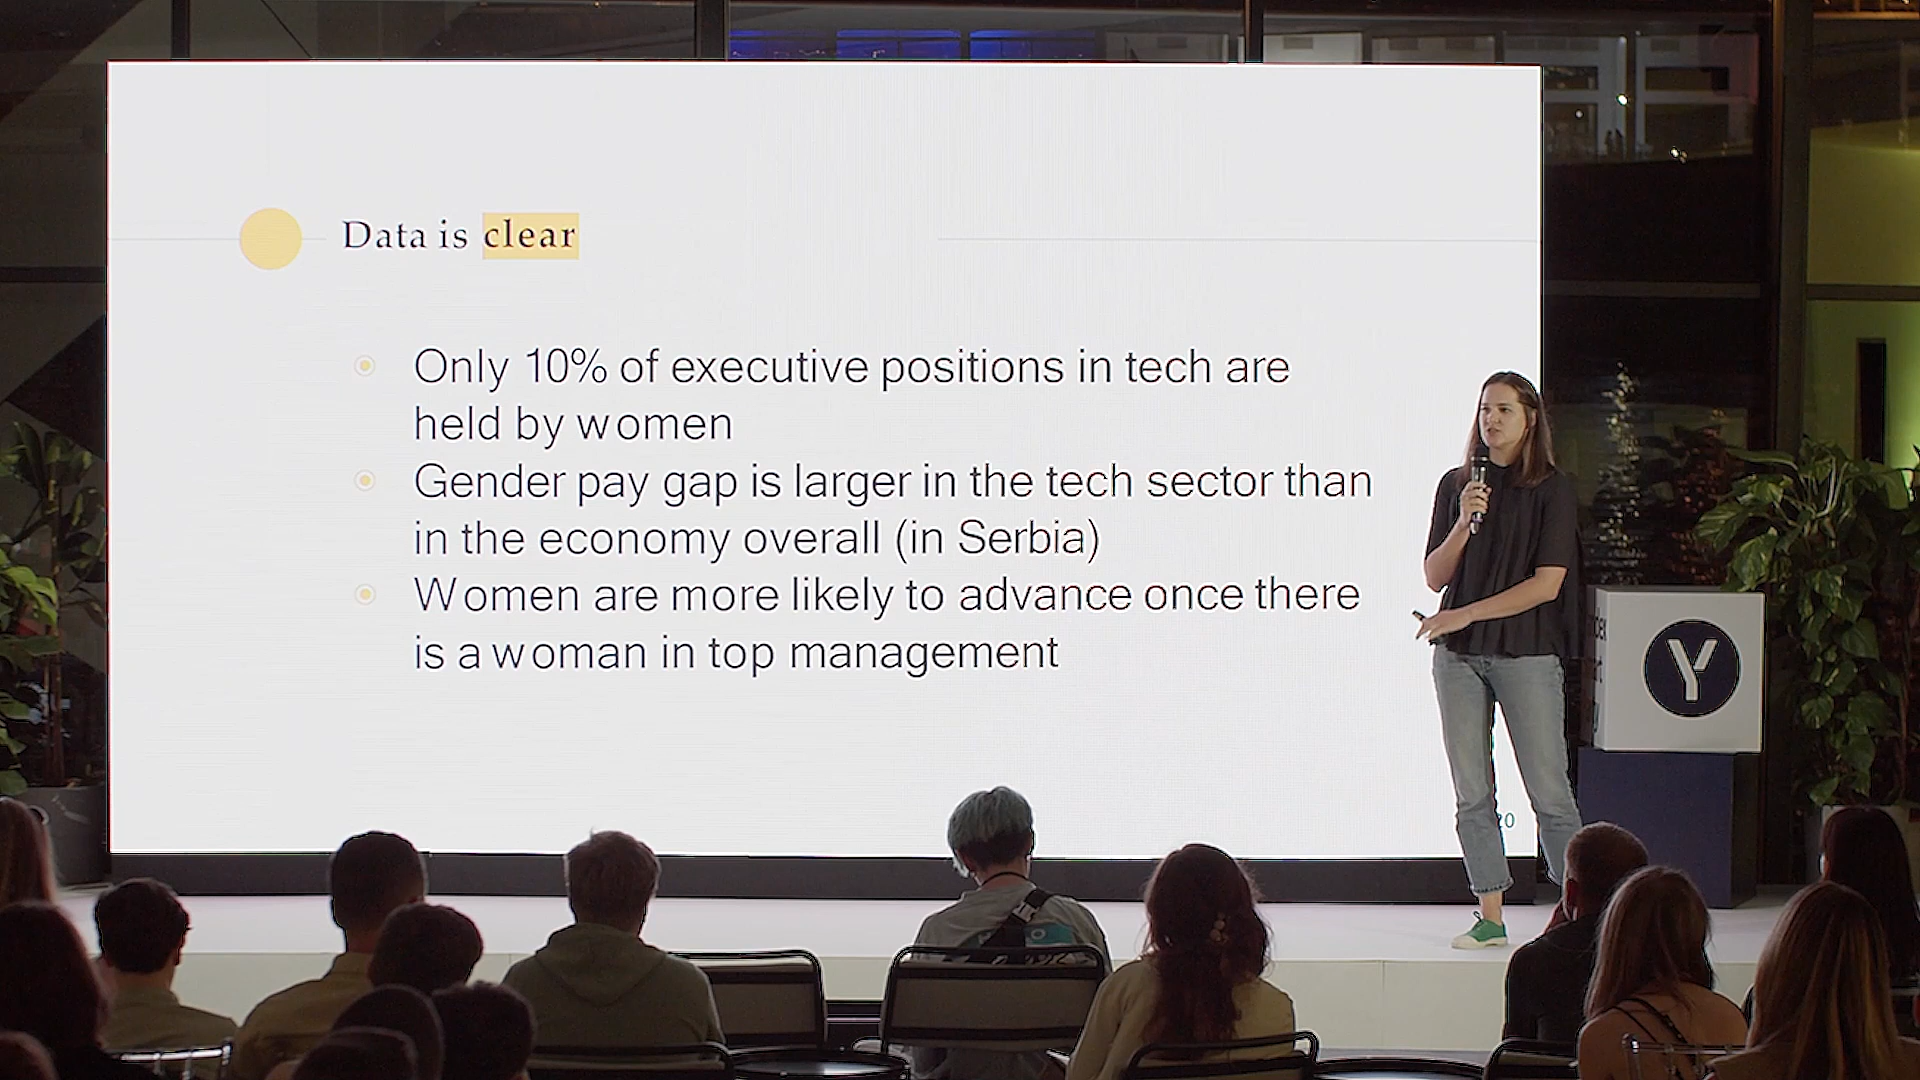 Data is clear
Only 10% of executive positions in tech are
held by women
Gender pay gap is larger in the tech sector than
in the economy overall (in Serbia)
Women are more likely to advance once there
is a woman in top management
Y
20